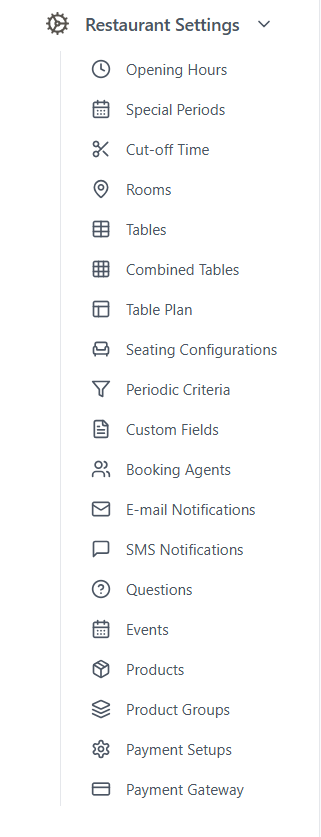 Restaurant Settings
Opening Hours
Special Periods
Cut-off Time
Rooms
Tables
Combined Tables
Table Plan
Seating Configurations
Periodic Criteria
Custom Fields
Booking Agents
E-mail Notifications
SMS Notifications
Questions
Events
Products
Product Groups
Payment Setups
Payment Gateway